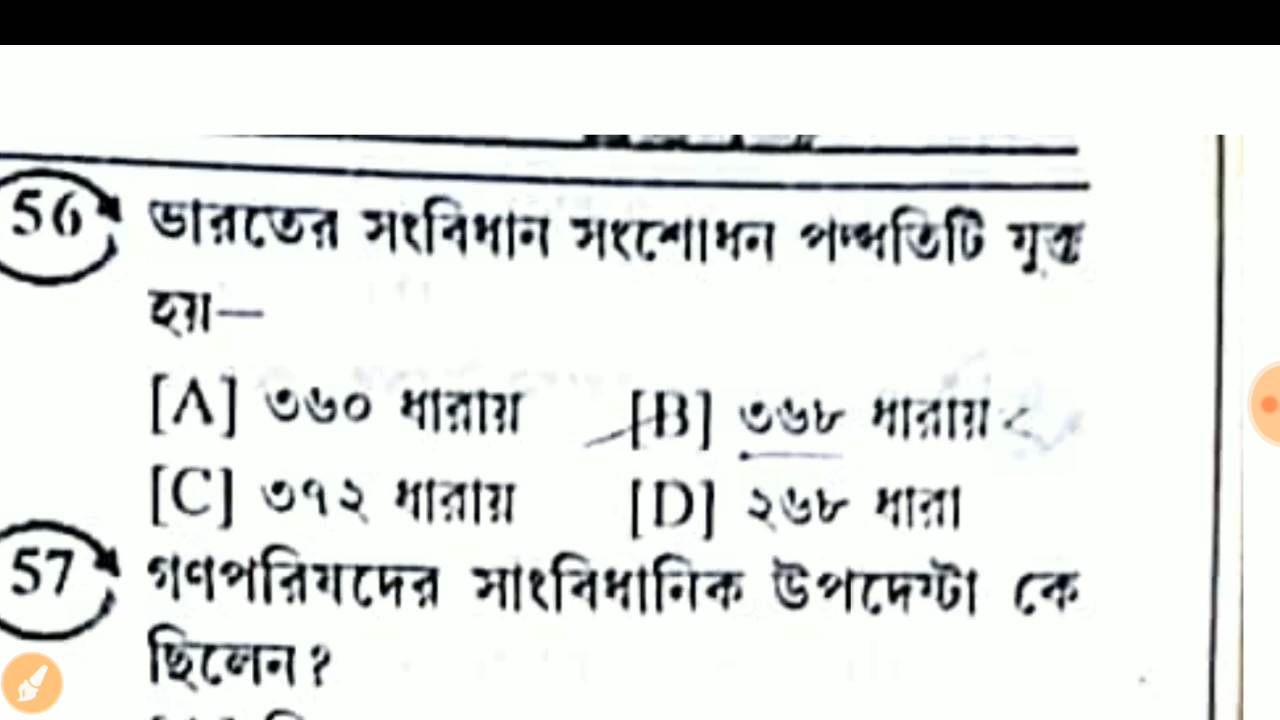 56 ভারতের সংবিধান সংশোধন পদ্ধতিটি যুক্ত
হয়—
[A] ৩৬০ ধারায় [B] ৩৬৮ ধারায়
[C] ৩৭২ ধারায় [D] ২৬৮ ধারা
57 গণপরিষদের সাংবিধানিক উপদেষ্টা কে
ছিলেন?